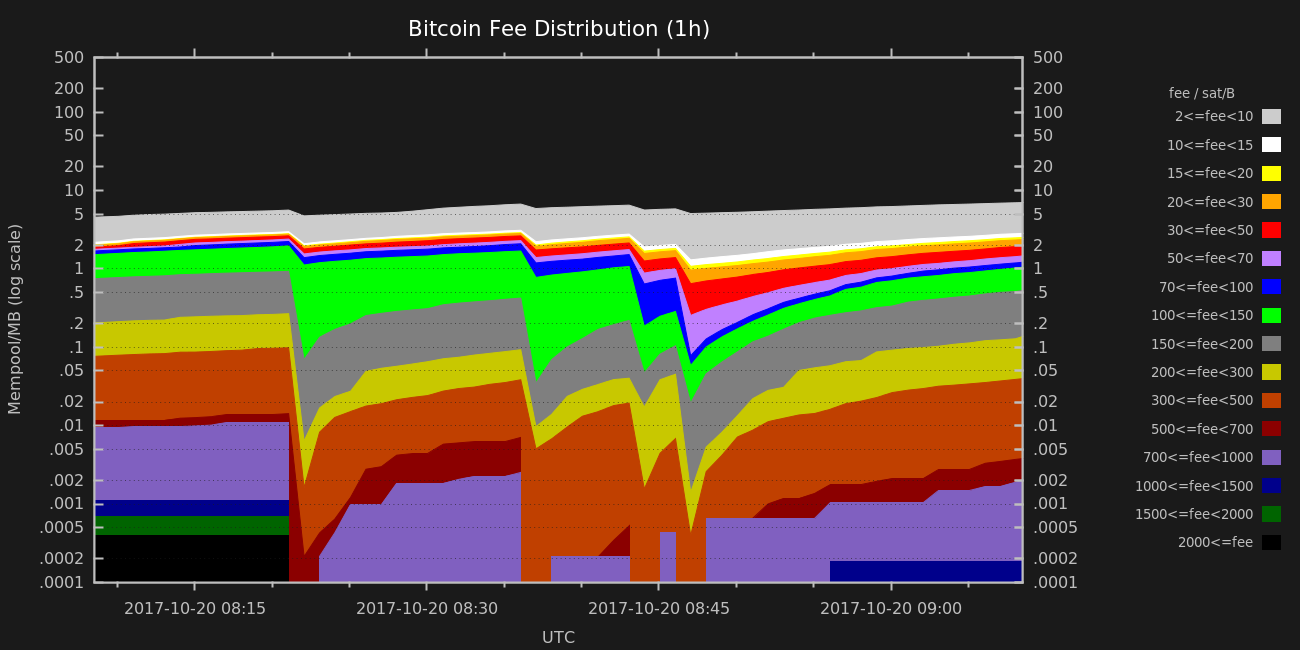 Bitcoin Fee Distribution (1h)
500 500
200 200
100 100
50 50
20 20
10 10
5 5
2 2
1 1
.5 .5
.2 .2
.1 .1
.05 .05
.02 .02
.01 .01
.005 .005
.002 .002
.001 .001
.0005 .0005
.0002 .0002
.0001 .0001
Mempool/MB (log scale)
2017-10-20 08:15 2017-10-20 08:30 2017-10-20 08:45 2017-10-20 09:00
UTC
fee / sat/B
2<=fee<10
10<=fee<15
15<=fee<20
20<=fee<30
30<=fee<50
50<=fee<70
70<=fee<100
100<=fee<150
150<=fee<200
200<=fee<300
300<=fee<500
500<=fee<700
700<=fee<1000
1000<=fee<1500
1500<=fee<2000
2000<=fee